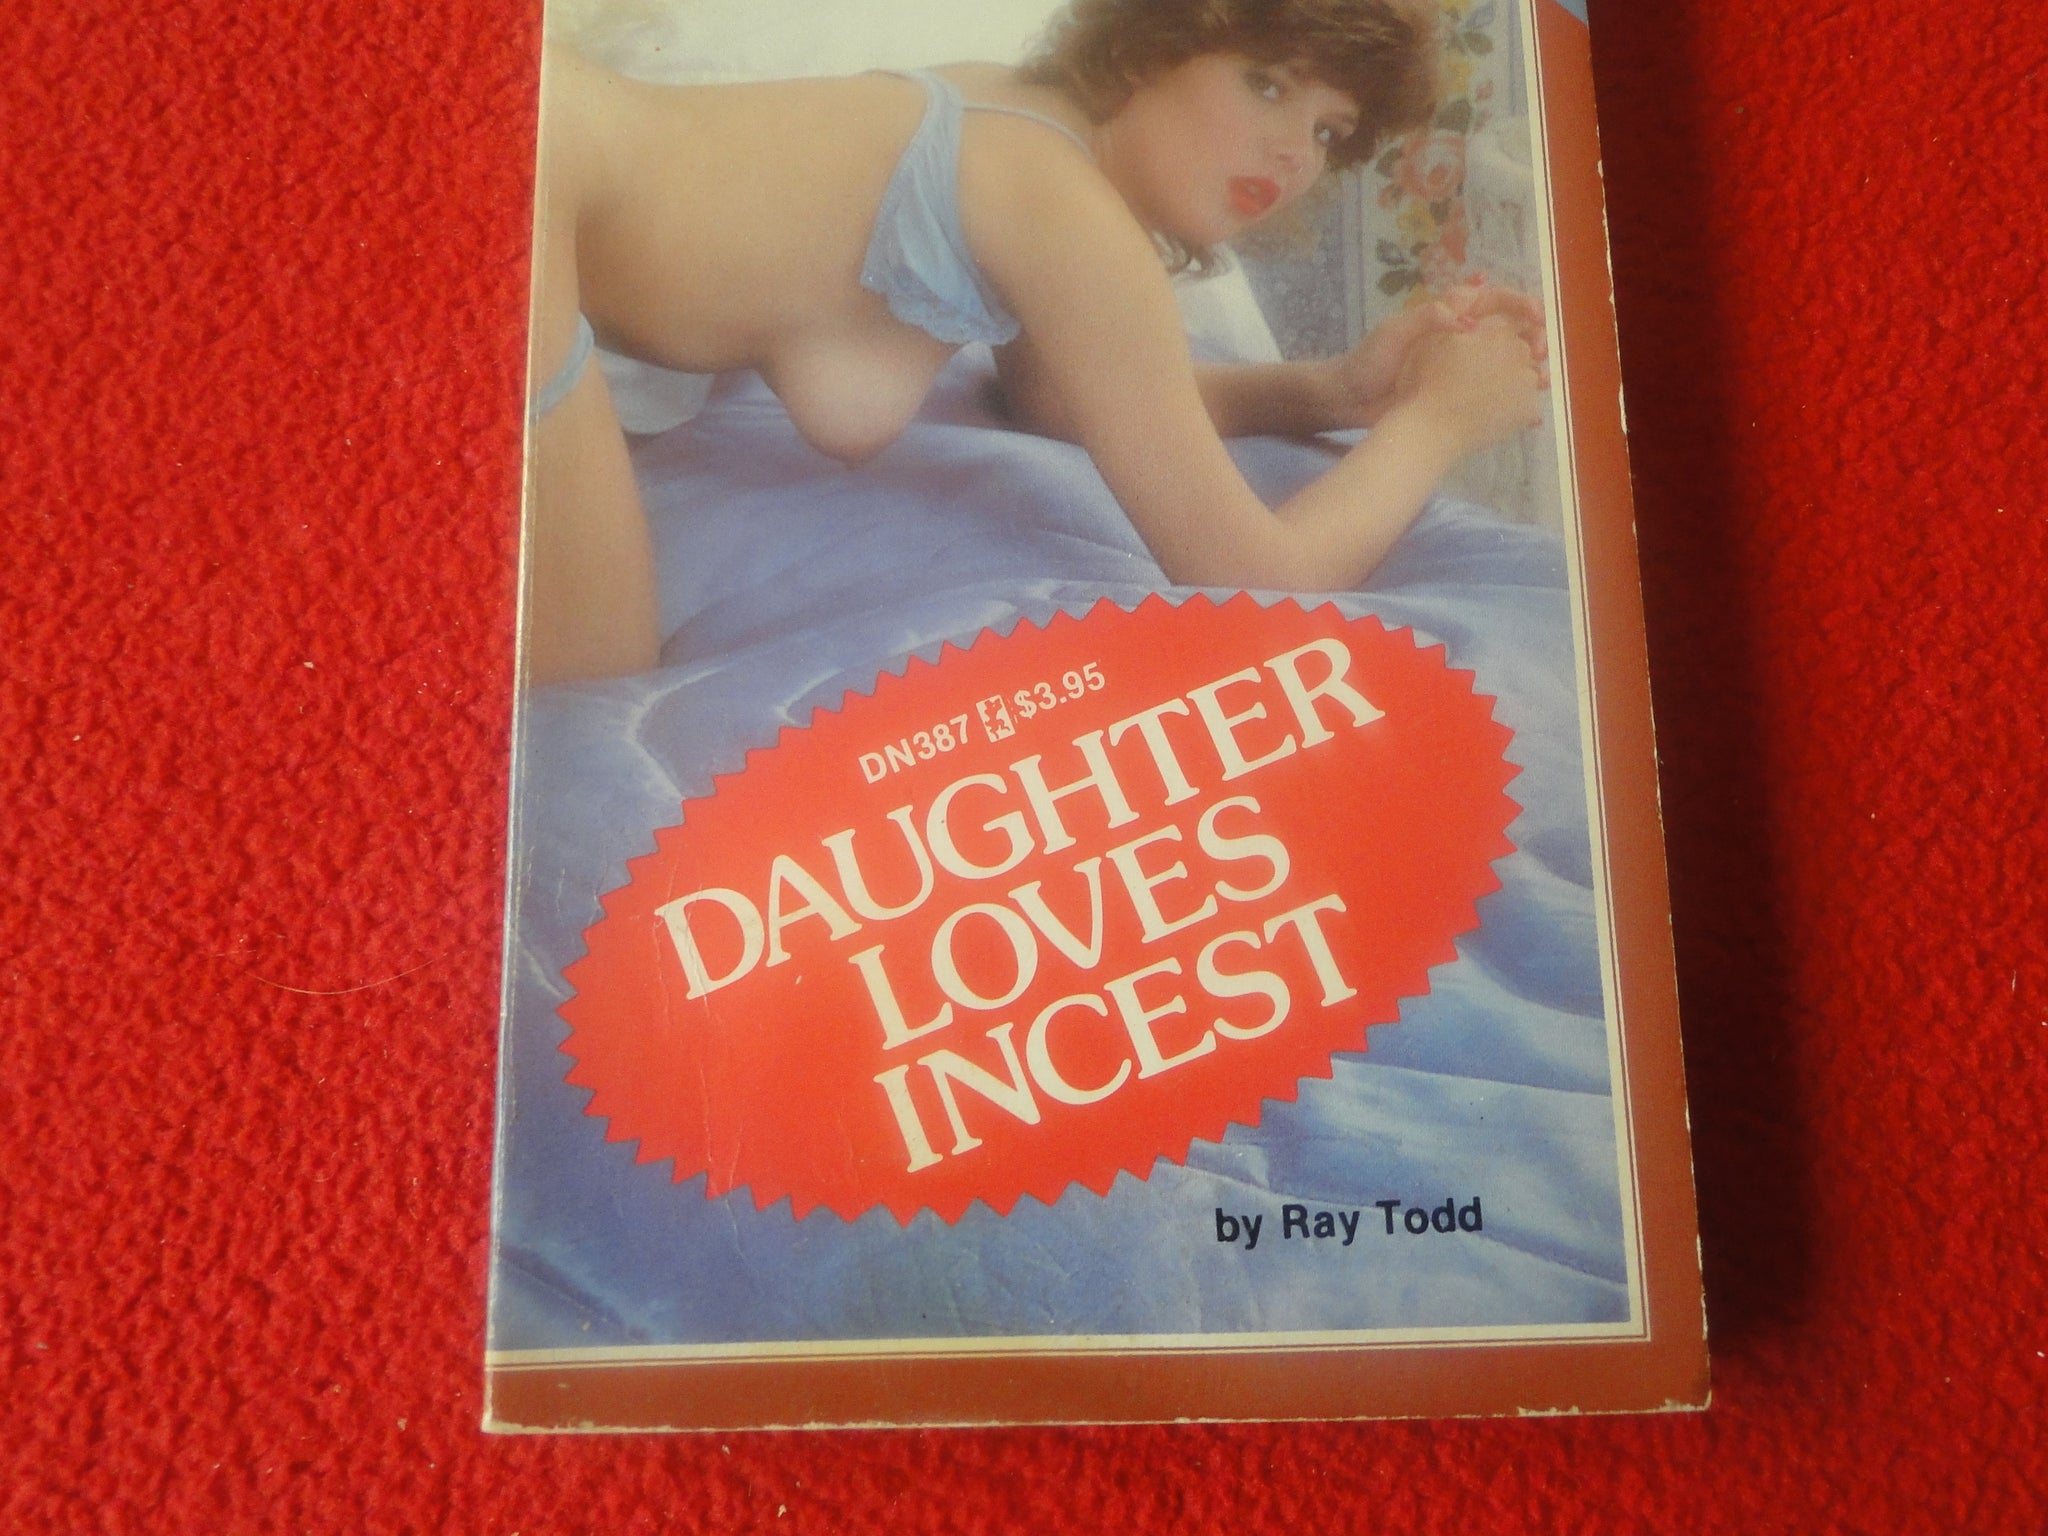 DN387 $3.95
DAUGHTER
LOVES
INCEST
by Ray Todd